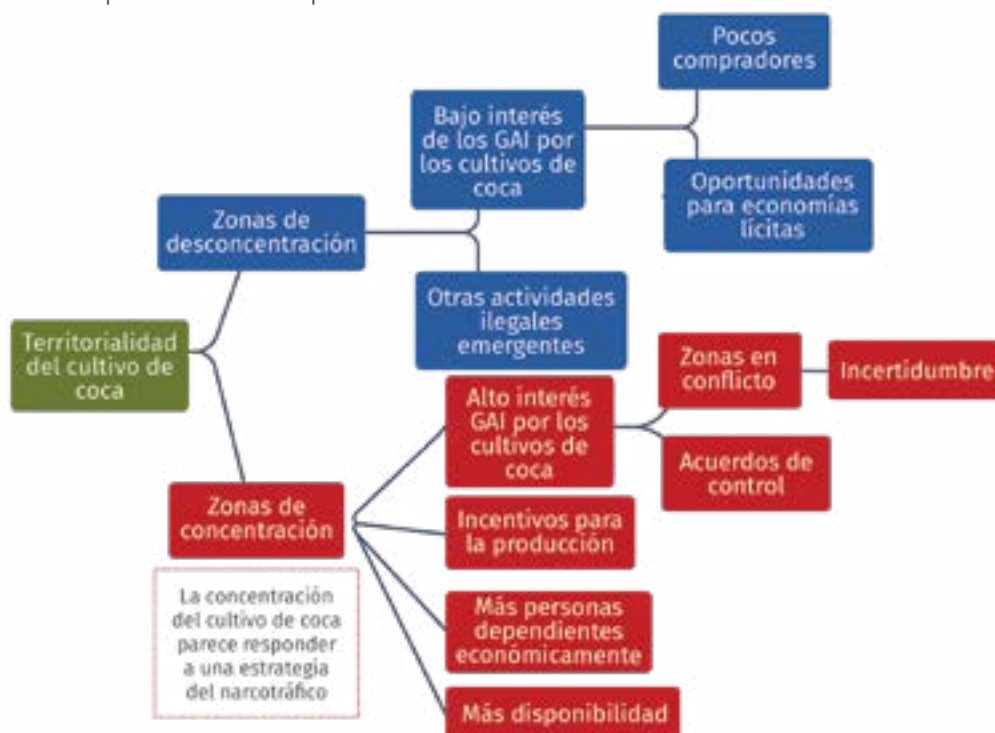 Pocos
compradores
Bajo interés
de los GAI por
los cultivos de
coca
Oportunidades
para economías
lícitas
Zonas de
desconcentración
Otras actividades
ilegales
emergentes
Territorialidad
del cultivo de
coca
Zonas en
conflicto
Incertidumbre
Alto interés
GAI por los
cultivos de
coca
Acuerdos de
control
Zonas de
concentración
Incentivos para
la producción
La concentración
del cultivo de coca
parece responder
a una estrategia
del narcotráfico
Más personas
dependientes
económicamente
Más disponibilidad